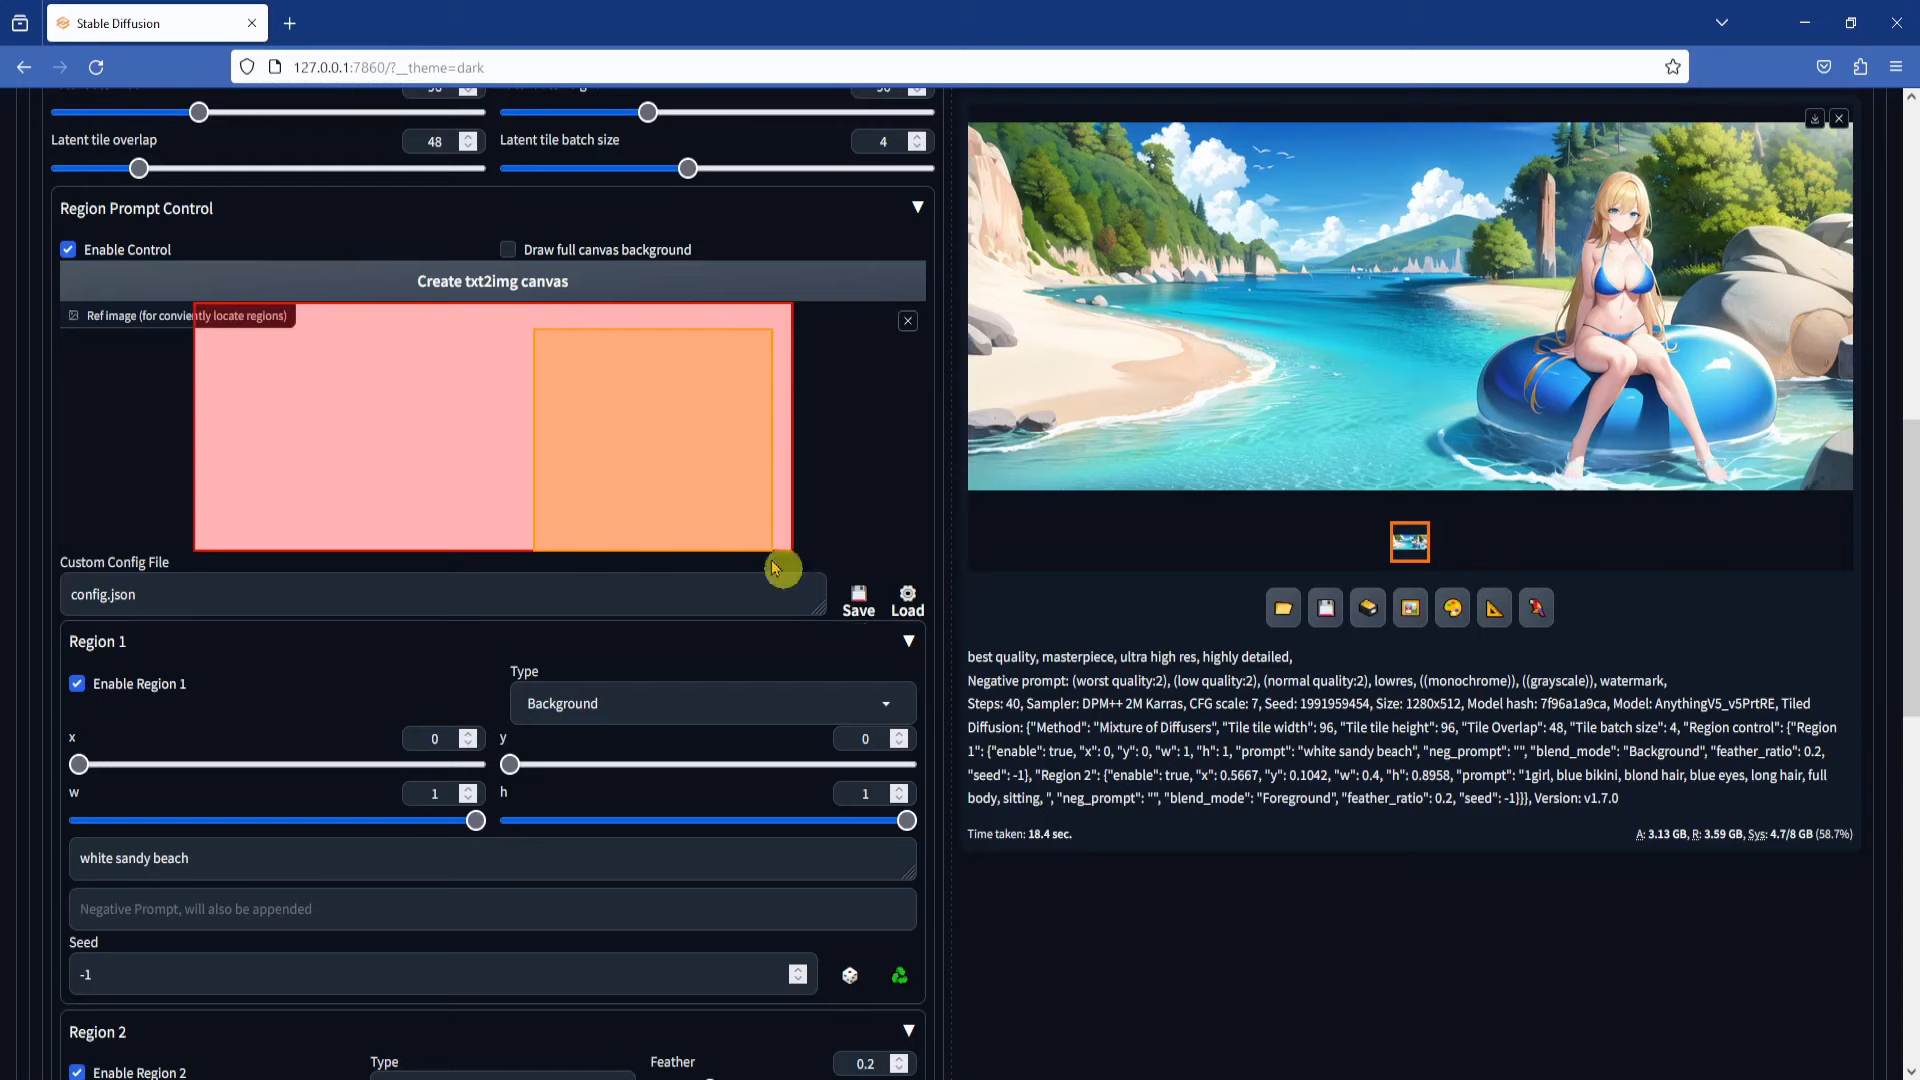 Stable Diffusion
127.0.0.1:7860/?__theme=dark
Latent tile overlap
48
Latent tile batch size
4
Region Prompt Control
Enable Control
Draw full canvas background
Create txt2img canvas
Ref image (for conviently locate regions)
Custom Config File
config.json
Save
Load
Region 1
Enable Region 1
Type
Background
x
0
y
0
w
1
h
1
white sandy beach
Negative Prompt, will also be appended
Seed
-1
Region 2
Enable Region 2
Type
Feather
0.2
best quality, masterpiece, ultra high res, highly detailed,
Negative prompt: (worst quality:2), (low quality:2), (normal quality:2), lowres, ((monochrome)), ((grayscale)), watermark,
Steps: 40, Sampler: DPM++ 2M Karras, CFG scale: 7, Seed: 1991959454, Size: 1280x512, Model hash: 7f96a1a9ca, Model: AnythingV5_v5PrtRE, Tiled
Diffusion: {"Method": "Mixture of Diffusers", "Tile tile width": 96, "Tile tile height": 96, "Tile Overlap": 48, "Tile batch size": 4, "Region control": {"Region
1": {"enable": true, "x": 0, "y": 0, "w": 1, "h": 1, "prompt": "white sandy beach", "neg_prompt": "", "blend_mode": "Background", "feather_ratio": 0.2,
"seed": -1}, "Region 2": {"enable": true, "x": 0.5667, "y": 0.1042, "w": 0.4, "h": 0.8958, "prompt": "1girl, blue bikini, blond hair, blue eyes, long hair, full
body, sitting, ", "neg_prompt": "", "blend_mode": "Foreground", "feather_ratio": 0.2, "seed": -1}}}, Version: v1.7.0
Time taken: 18.4 sec.
A: 3.13 GB, R: 3.59 GB, Sys: 4.7/8 GB (58.7%)